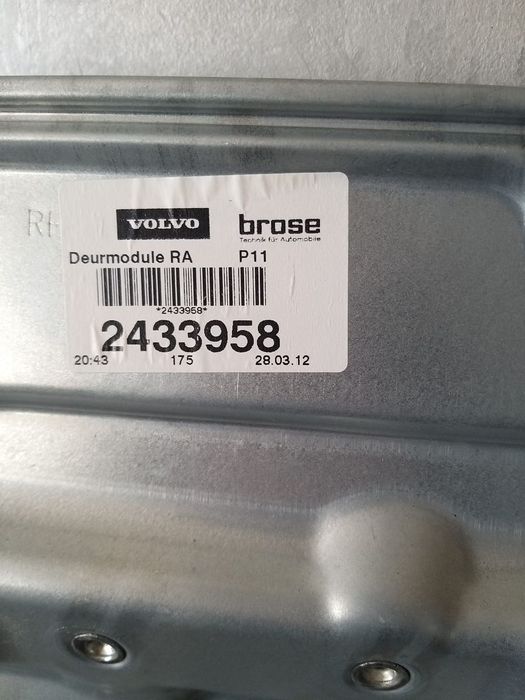 VOLVO brose
Technik für Automobile
Deurmodule RA P11
*2433958*
2433958
20:43 175 28.03.12